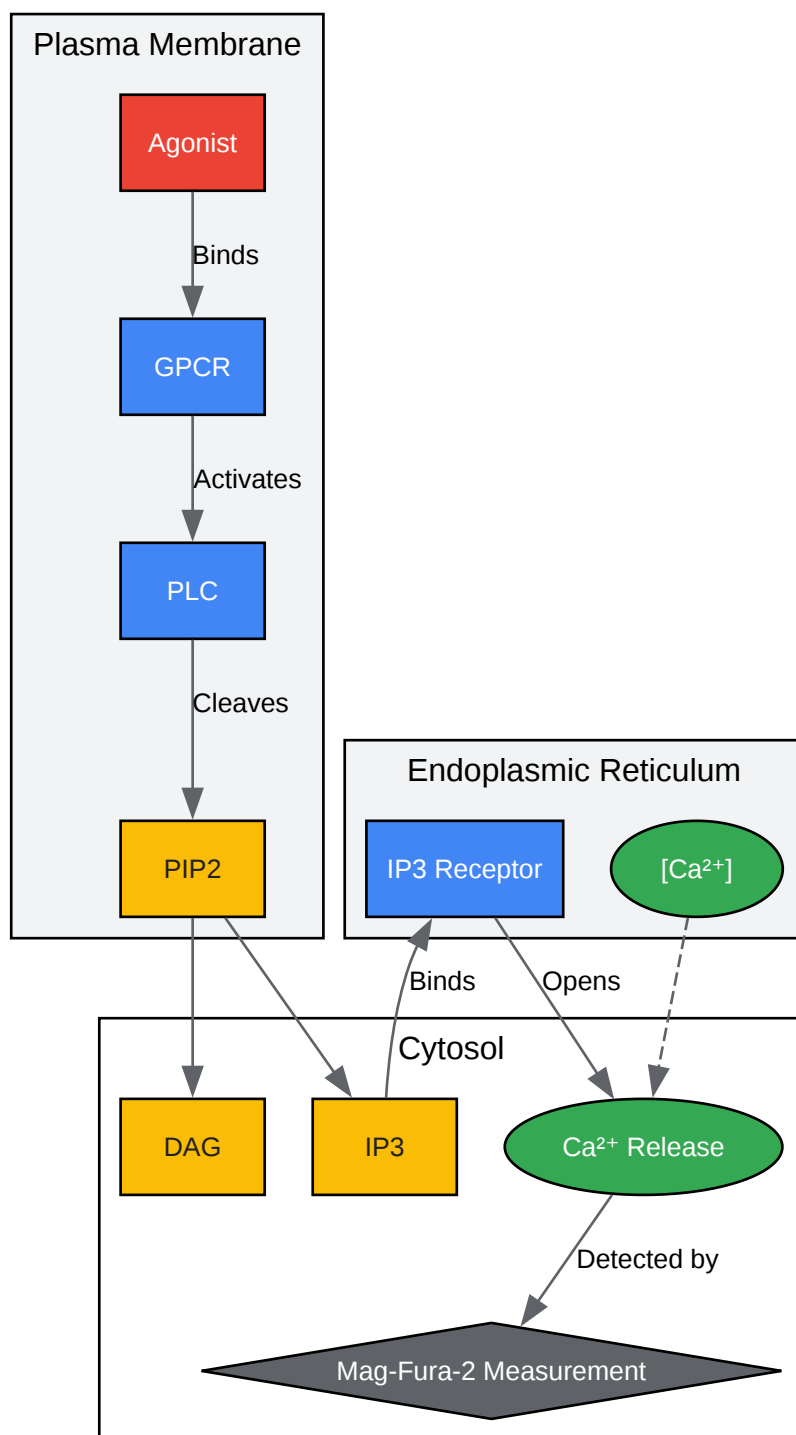 Plasma Membrane
Agonist
Binds
GPCR
Activates
PLC
Cleaves
PIP2
Endoplasmic Reticulum
IP3 Receptor
[Ca²⁺]
Binds
Opens
Cytosol
DAG
IP3
Ca²⁺ Release
Detected by
Mag-Fura-2 Measurement